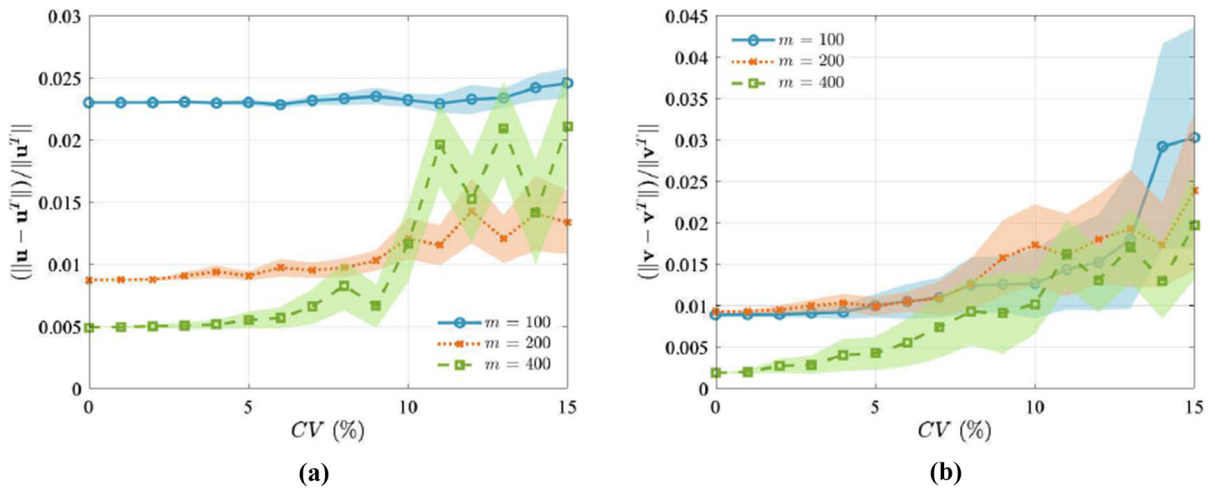 0.03
0.025
0.02
0.015
0.01
0.005
0
(‖u − u^T‖)/‖u^T‖
m = 100
m = 200
m = 400
0 5 10 15
CV (%)
(a)
0.045
0.04
0.035
0.03
0.025
0.02
0.015
0.01
0.005
0
(‖v − v^T‖)/‖v^T‖
m = 100
m = 200
m = 400
0 5 10 15
CV (%)
(b)